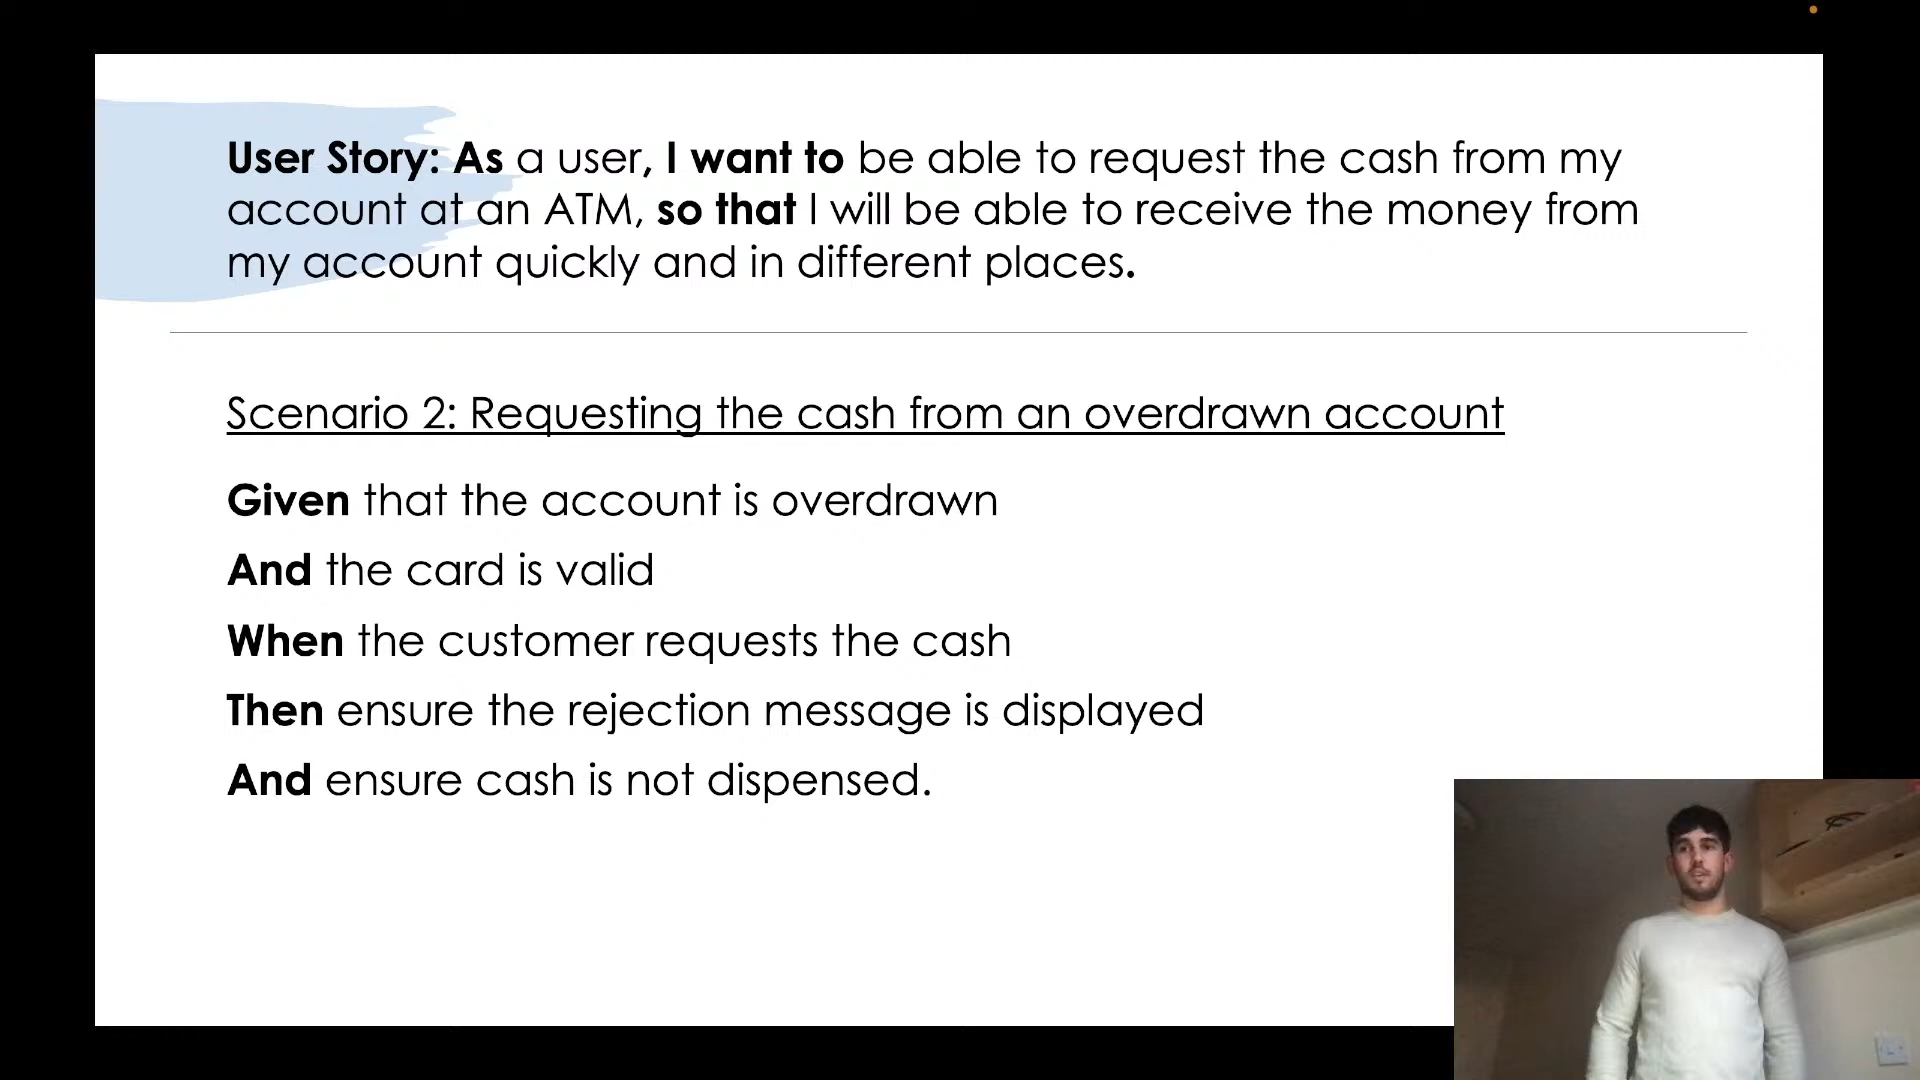 User Story: As a user, I want to be able to request the cash from my
account at an ATM, so that I will be able to receive the money from
my account quickly and in different places.
Scenario 2: Requesting the cash from an overdrawn account
Given that the account is overdrawn
And the card is valid
When the customer requests the cash
Then ensure the rejection message is displayed
And ensure cash is not dispensed.